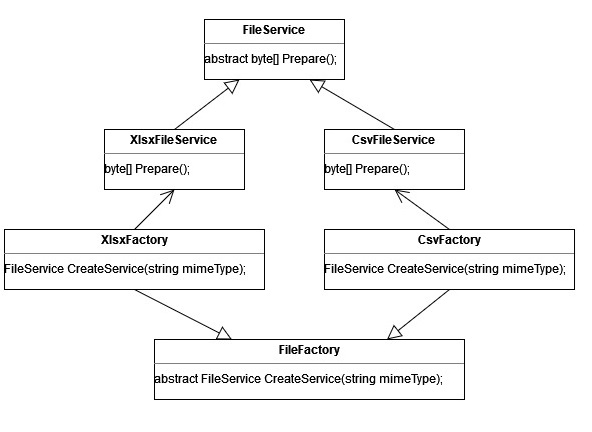 FileService
abstract byte[] Prepare();
XlsxFileService
byte[] Prepare();
CsvFileService
byte[] Prepare();
XlsxFactory
FileService CreateService(string mimeType);
CsvFactory
FileService CreateService(string mimeType);
FileFactory
abstract FileService CreateService(string mimeType);